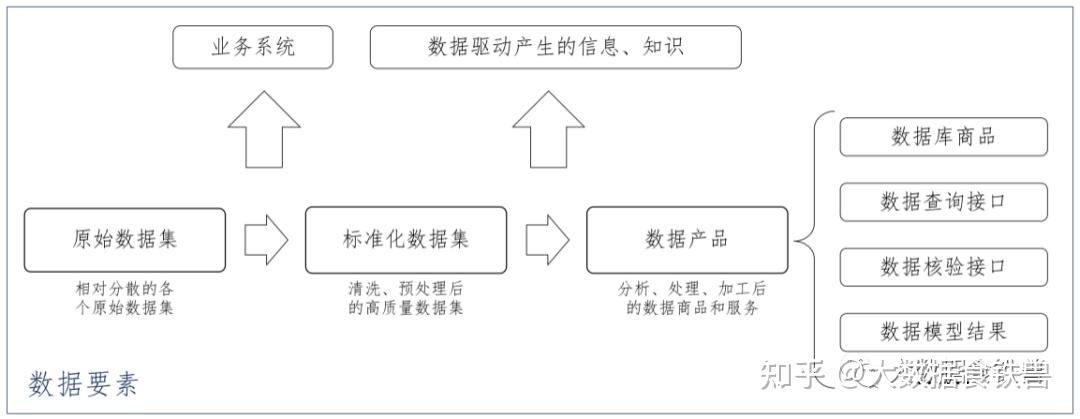 业务系统
数据驱动产生的信息、知识
数据库商品
数据查询接口
原始数据集
标准化数据集
数据产品
数据核验接口
相对分散的各
个原始数据集
清洗、预处理后
的高质量数据集
分析、处理、加工后
的数据商品和服务
数据模型结果
数据要素
知乎 @大数据食铁兽